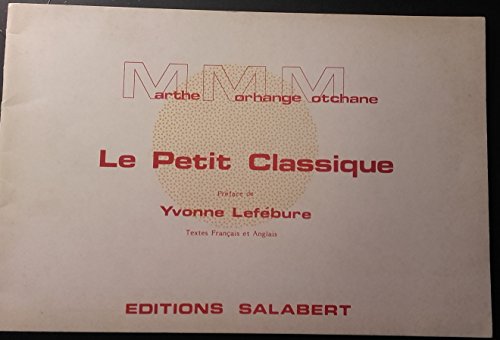 Marthe Morhange Motchane
Le Petit Classique
Préface de
Yvonne Lefébure
Textes Français et Anglais
EDITIONS SALABERT